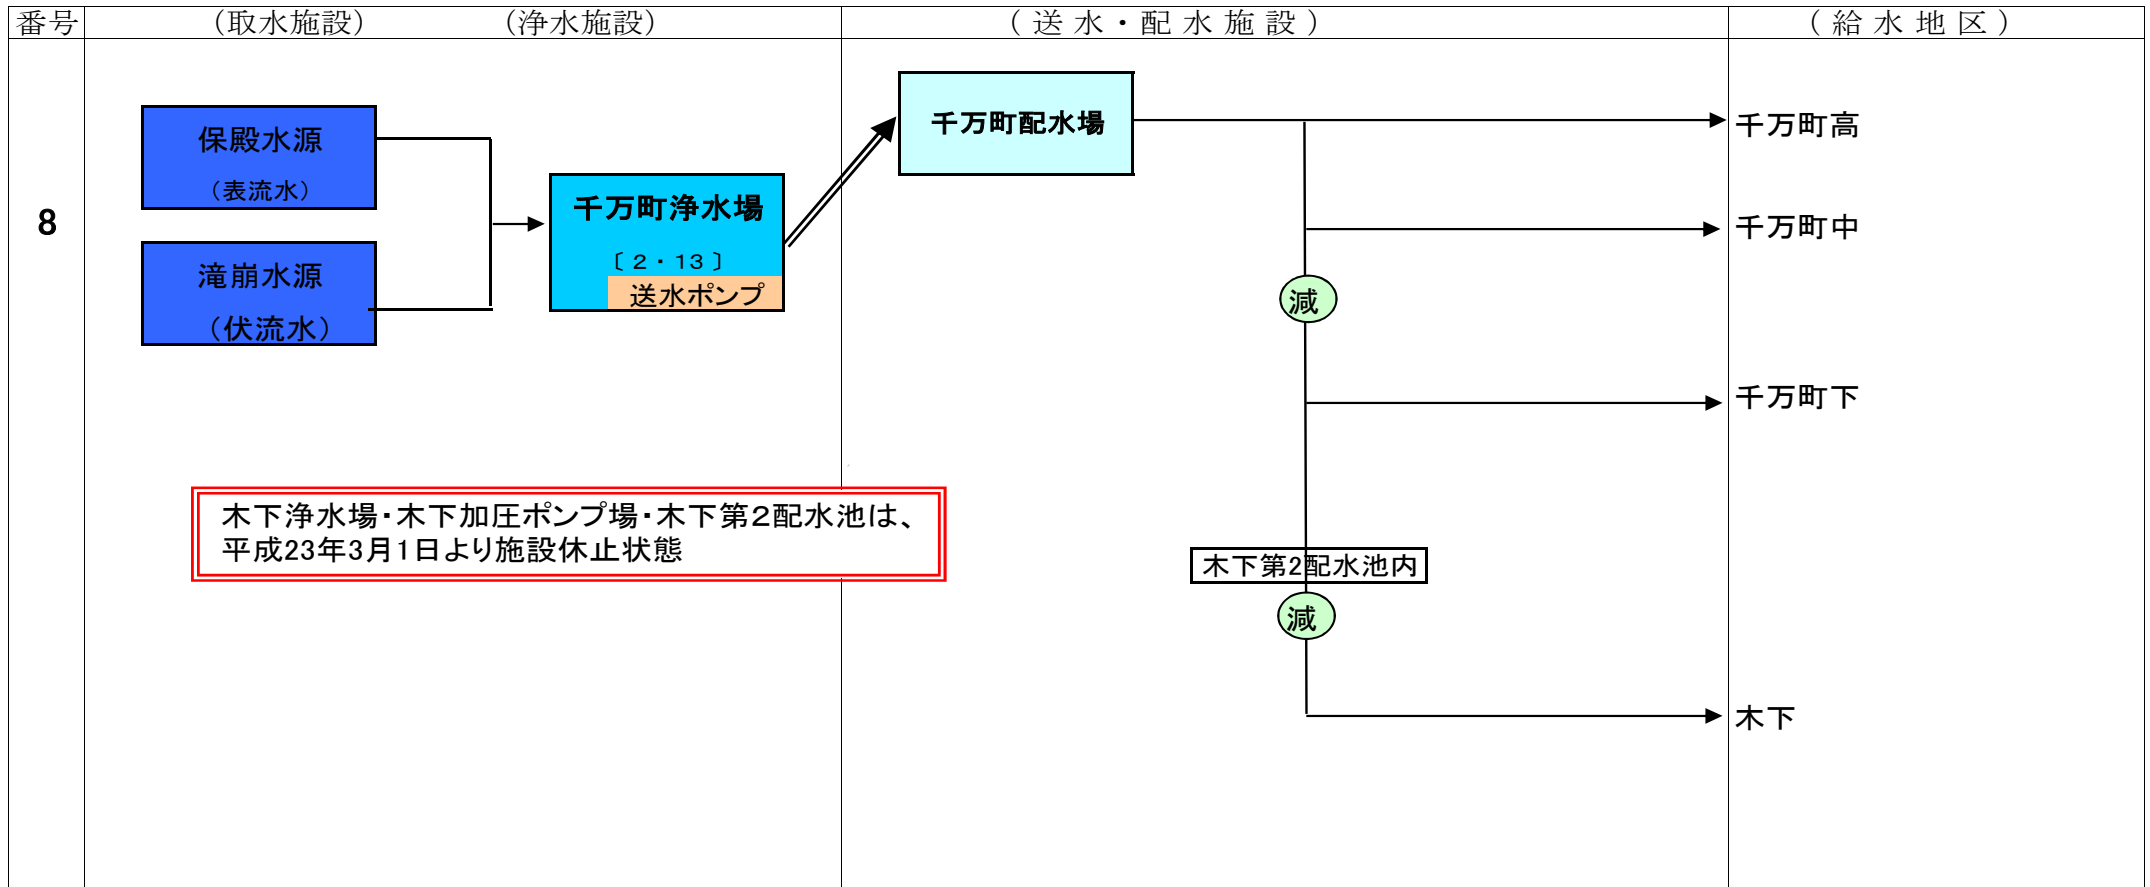 番号
(取水施設)
(浄水施設)
(送水・配水施設)
(給水地区)
8
保殿水源
(表流水)
滝崩水源
(伏流水)
千万町浄水場
〔2・13〕
送水ポンプ
千万町配水場
千万町高
千万町中
減
千万町下
木下浄水場・木下加圧ポンプ場・木下第2配水池は、
平成23年3月1日より施設休止状態
木下第2配水池内
減
木下